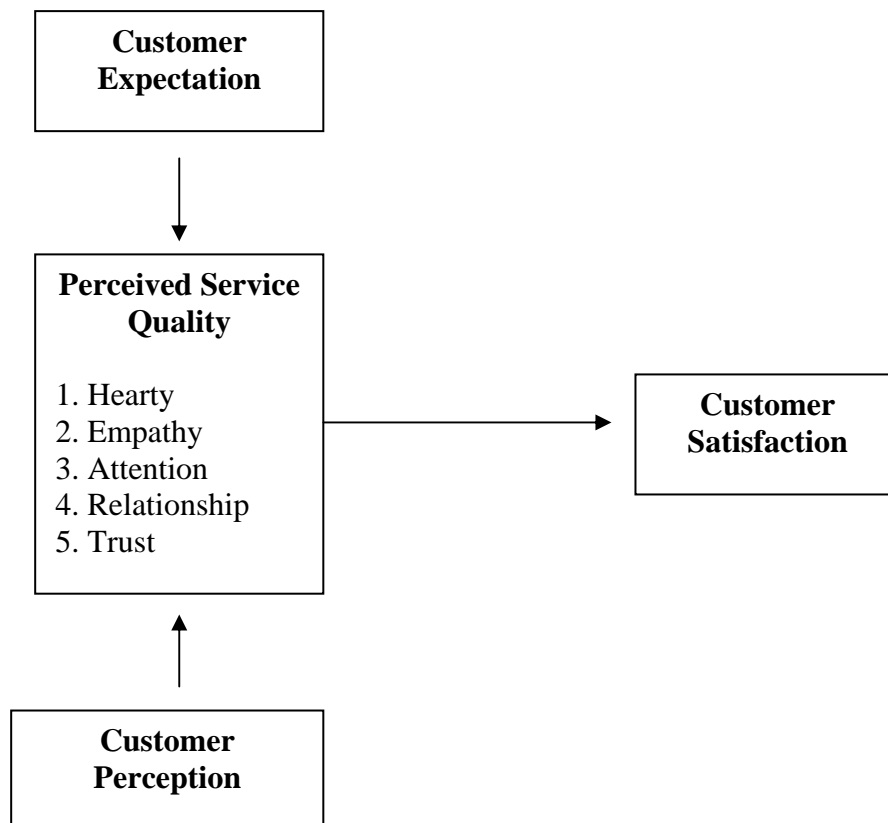 Customer
Expectation
Perceived Service
Quality
1. Hearty
2. Empathy
3. Attention
4. Relationship
5. Trust
Customer
Satisfaction
Customer
Perception